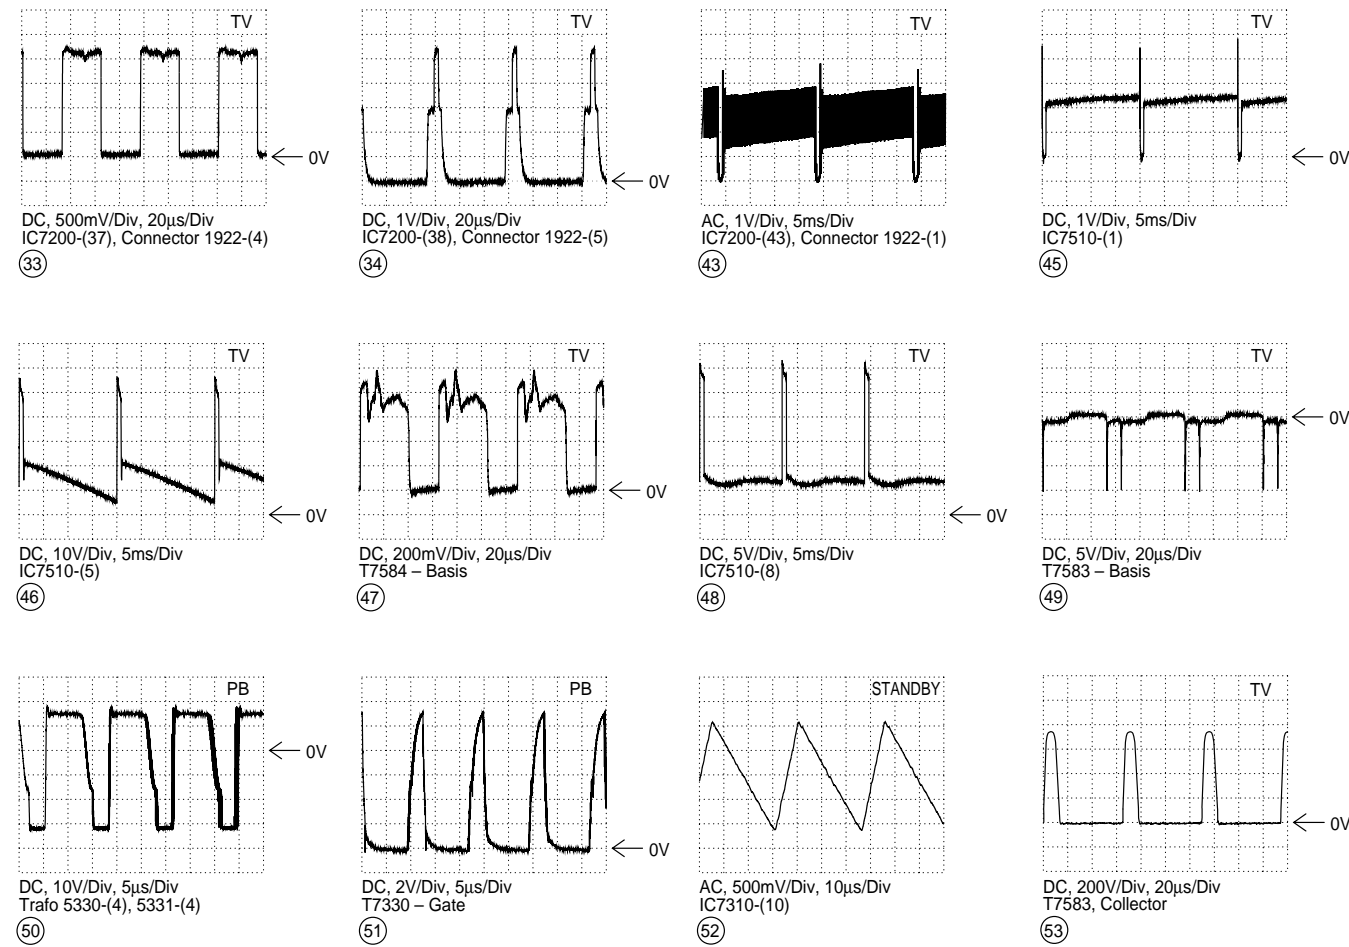 TV
0V
DC, 500mV/Div, 20µs/Div
IC7200-(37), Connector 1922-(4)
33
TV
0V
DC, 1V/Div, 20µs/Div
IC7200-(38), Connector 1922-(5)
34
TV
AC, 1V/Div, 5ms/Div
IC7200-(43), Connector 1922-(1)
43
TV
0V
DC, 1V/Div, 5ms/Div
IC7510-(1)
45
TV
0V
DC, 10V/Div, 5ms/Div
IC7510-(5)
46
TV
0V
DC, 200mV/Div, 20µs/Div
T7584 – Basis
47
TV
0V
DC, 5V/Div, 5ms/Div
IC7510-(8)
48
TV
0V
DC, 5V/Div, 20µs/Div
T7583 – Basis
49
PB
0V
DC, 10V/Div, 5µs/Div
Trafo 5330-(4), 5331-(4)
50
PB
0V
DC, 2V/Div, 5µs/Div
T7330 – Gate
51
STANDBY
AC, 500mV/Div, 10µs/Div
IC7310-(10)
52
TV
0V
DC, 200V/Div, 20µs/Div
T7583, Collector
53